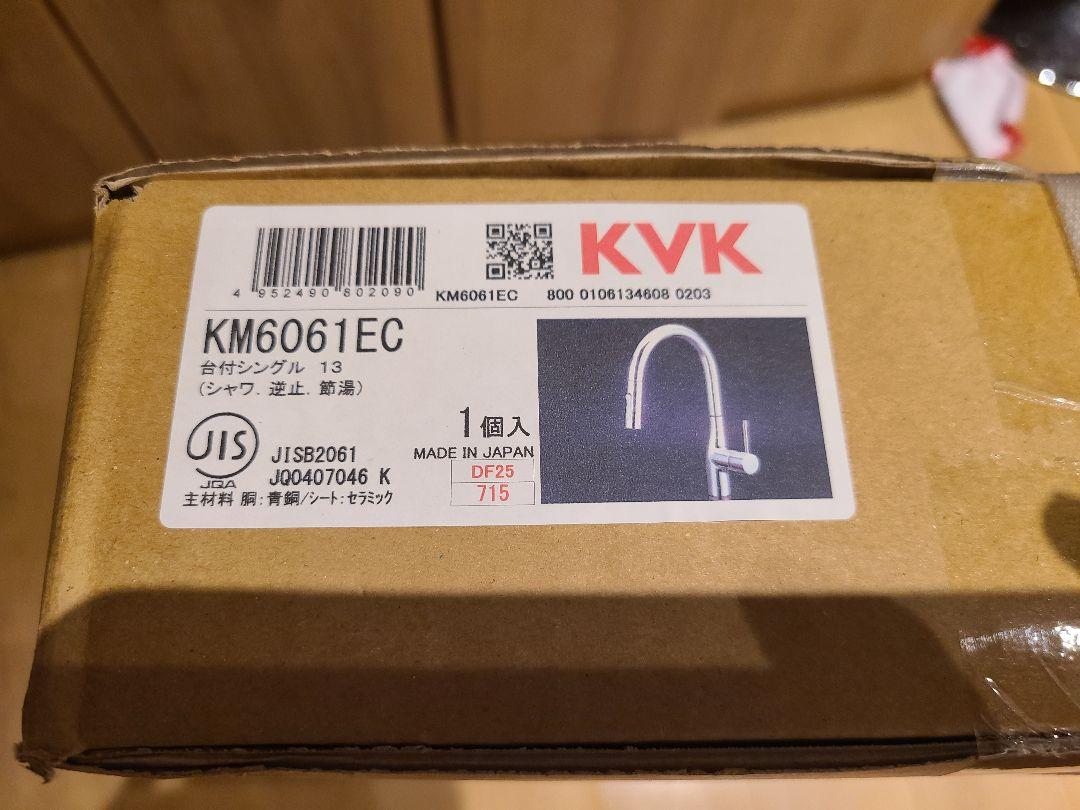 4 952490 802090
KM6061EC 800 0106134608 0203
KVK
KM6061EC
台付シングル 13
(シャワ. 逆止. 節湯)
1個入
MADE IN JAPAN
DF25
715
JIS
JQA
JISB2061
JQ0407046 K
主材料 胴:青銅/シート:セラミック